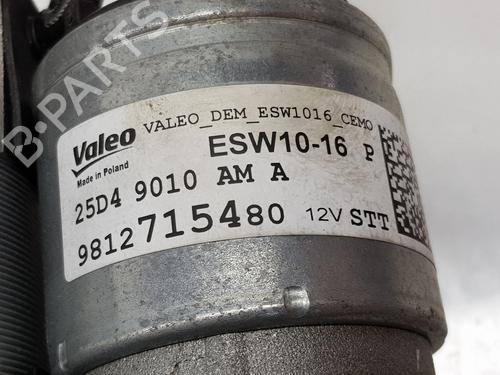 B-PARTS
Valeo
Made in Poland
VALEO_DEM_ESW1016_CEMO
ESW10-16 P
25D4 9010 AM A
9812715480 12V STT